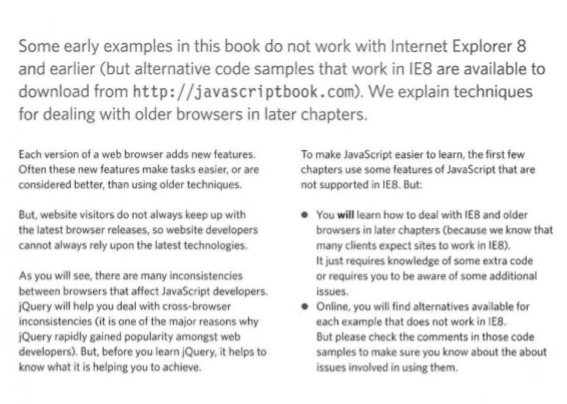 Some early examples in this book do not work with Internet Explorer 8
and earlier (but alternative code samples that work in IE8 are available to
download from http://javascriptbook.com). We explain techniques
for dealing with older browsers in later chapters.
Each version of a web browser adds new features.
Often these new features make tasks easier, or are
considered better, than using older techniques.
But, website visitors do not always keep up with
the latest browser releases, so website developers
cannot always rely upon the latest technologies.
As you will see, there are many inconsistencies
between browsers that affect JavaScript developers.
jQuery will help you deal with cross-browser
inconsistencies (it is one of the major reasons why
jQuery rapidly gained popularity amongst web
developers). But, before you learn jQuery, it helps to
know what it is helping you to achieve.
To make JavaScript easier to learn, the first few
chapters use some features of JavaScript that are
not supported in IE8. But:
● You will learn how to deal with IE8 and older
browsers in later chapters (because we know that
many clients expect sites to work in IE8).
It just requires knowledge of some extra code
or requires you to be aware of some additional
issues.
● Online, you will find alternatives available for
each example that does not work in IE8.
But please check the comments in those code
samples to make sure you know about the about
issues involved in using them.